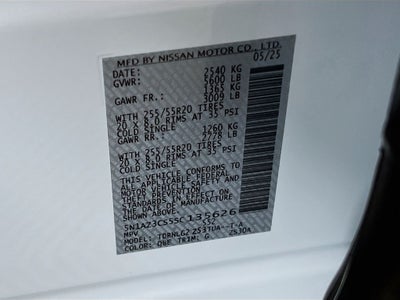 MFD BY NISSAN MOTOR CO., LTD.
05/25
DATE: 2540 KG
GVWR: 5600 LB
1365 KG
GAWR FR.: 3009 LB
WITH 255/55R20 TIRES
20 X 8.0 RIMS AT 35 PSI
COLD SINGLE 1260 KG
GAWR RR.: 2778 LB
WITH 255/55R20 TIRES
20 X 8.0 RIMS AT 35 PSI
COLD SINGLE
THIS VEHICLE CONFORMS TO ALL
APPLICABLE FEDERAL MOTOR VEHICLE SAFETY
STANDARDS IN EFFECT ON THE DATE OF
MANUFACTURE SHOWN ABOVE.
5N1AZ3CS5SC135626
MPV
MODEL: TDRNLG2 253TUA--
COLOR: TRIM: G